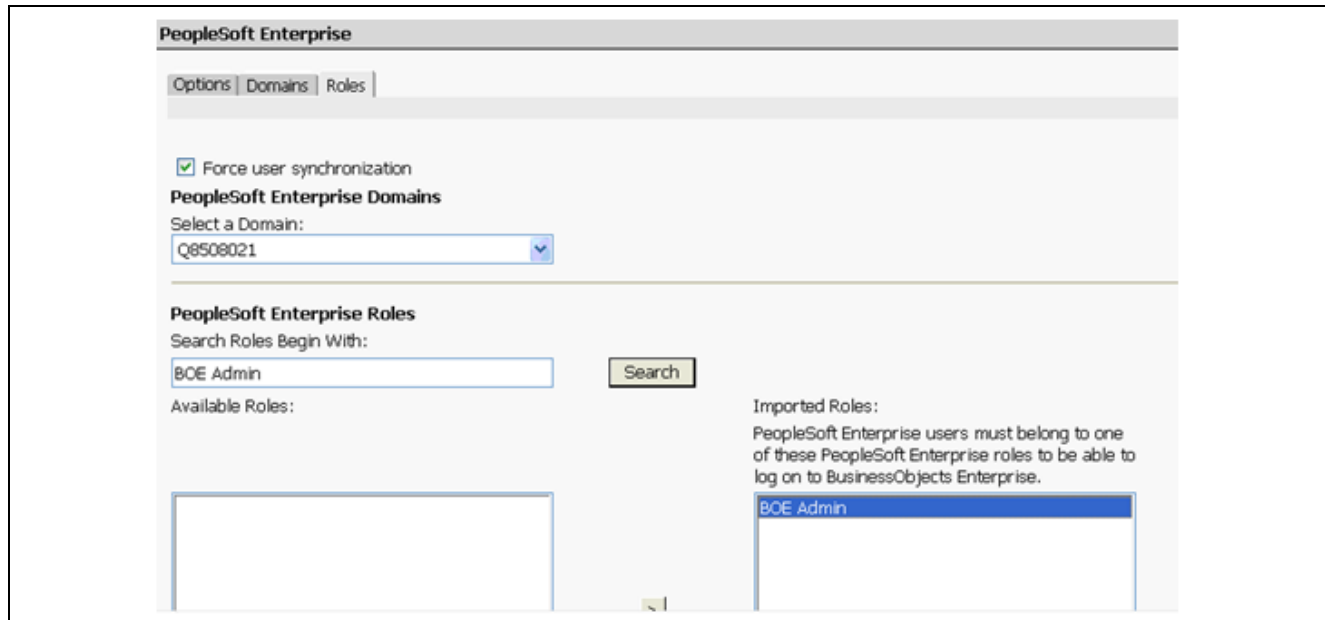 PeopleSoft Enterprise
Options | Domains | Roles
Force user synchronization
PeopleSoft Enterprise Domains
Select a Domain:
Q8508021
PeopleSoft Enterprise Roles
Search Roles Begin With:
BOE Admin
Search
Available Roles:
Imported Roles:
PeopleSoft Enterprise users must belong to one
of these PeopleSoft Enterprise roles to be able to
log on to BusinessObjects Enterprise.
BOE Admin
>